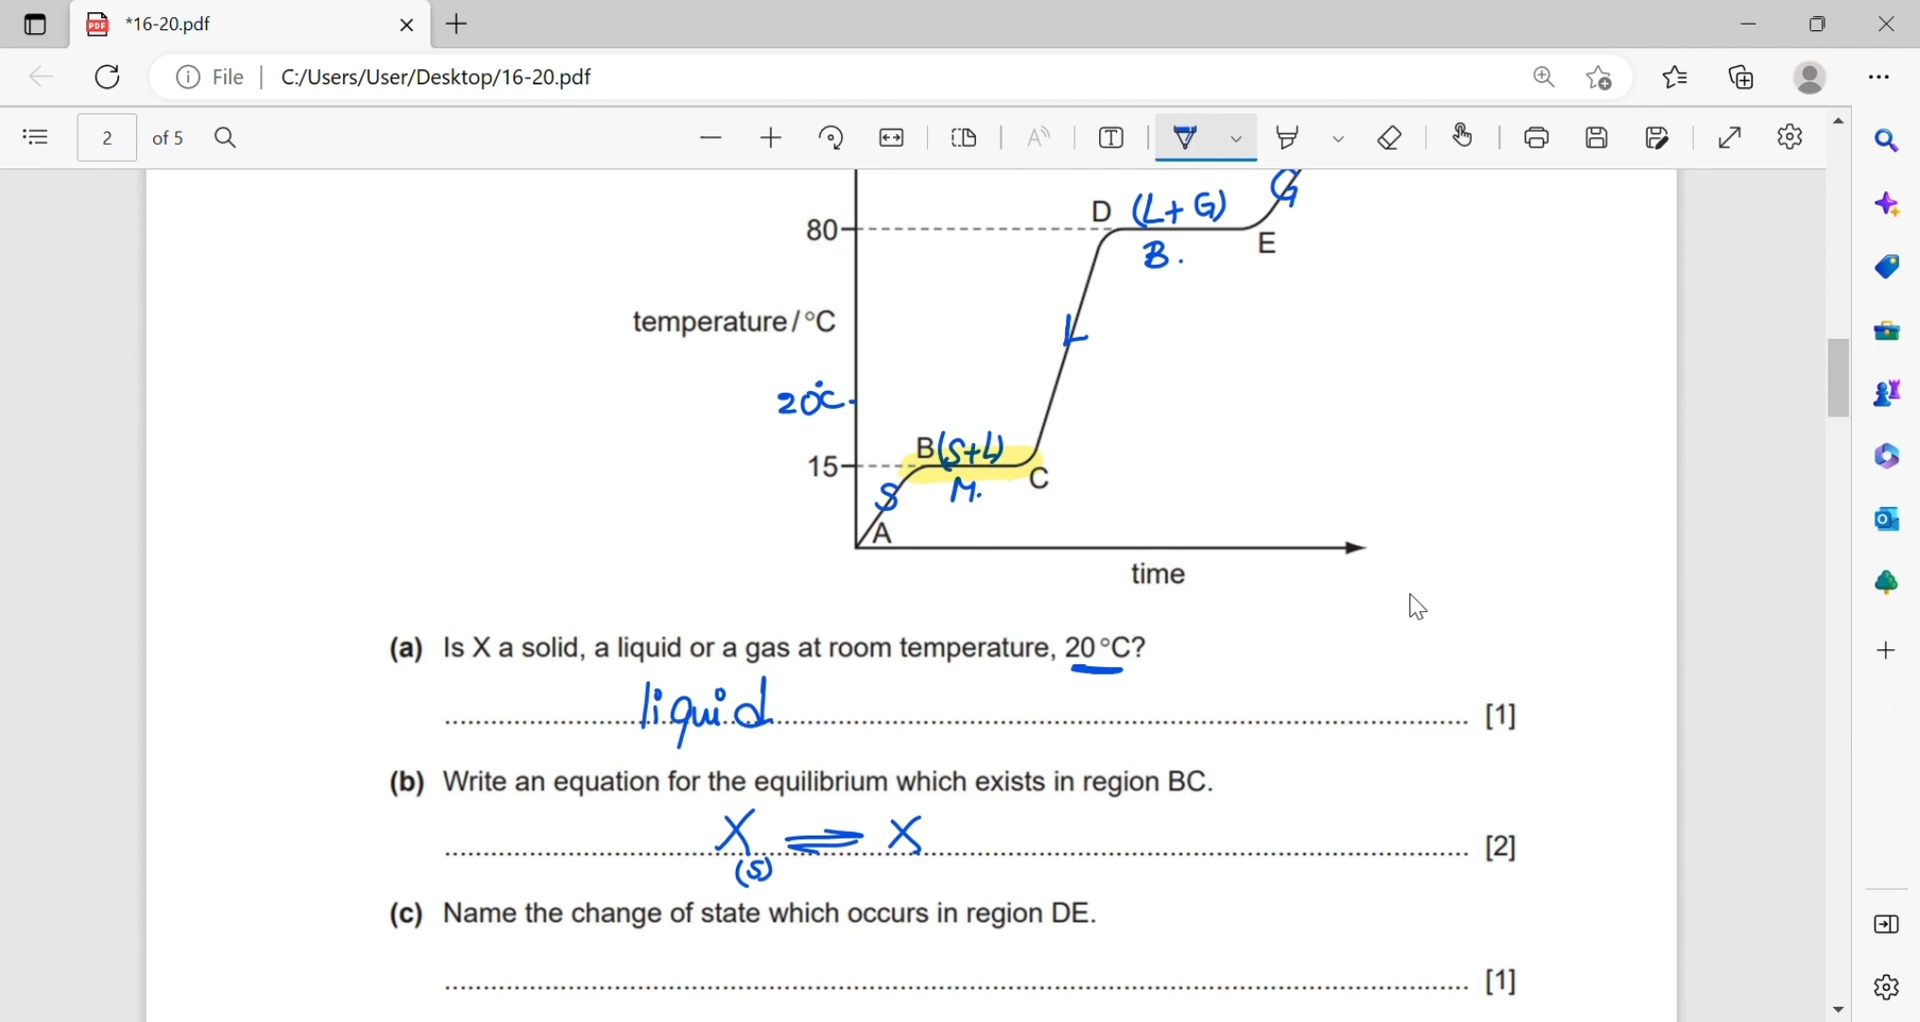 *16-20.pdf
File C:/Users/User/Desktop/16-20.pdf
2 of 5
80
D (L+G)
G
B.
E
temperature/°C
L
20°C
B (S+L)
15
C
S
M.
A
time
(a) Is X a solid, a liquid or a gas at room temperature, 20°C?
liquid [1]
(b) Write an equation for the equilibrium which exists in region BC.
X(s) ⇌ X [2]
(c) Name the change of state which occurs in region DE.
[1]